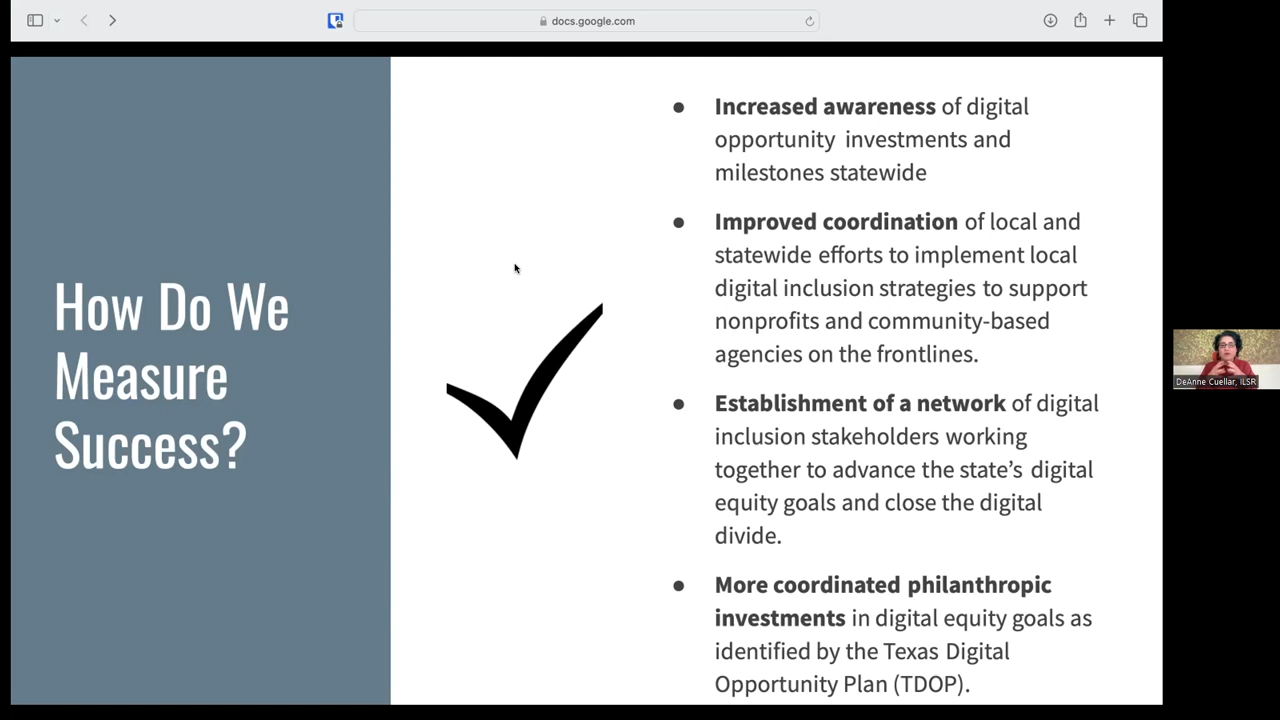 docs.google.com
How Do We
Measure
Success?
● Increased awareness of digital
opportunity investments and
milestones statewide
● Improved coordination of local and
statewide efforts to implement local
digital inclusion strategies to support
nonprofits and community-based
agencies on the frontlines.
● Establishment of a network of digital
inclusion stakeholders working
together to advance the state’s digital
equity goals and close the digital
divide.
● More coordinated philanthropic
investments in digital equity goals as
identified by the Texas Digital
Opportunity Plan (TDOP).
DeAnne Cuellar, ILSR